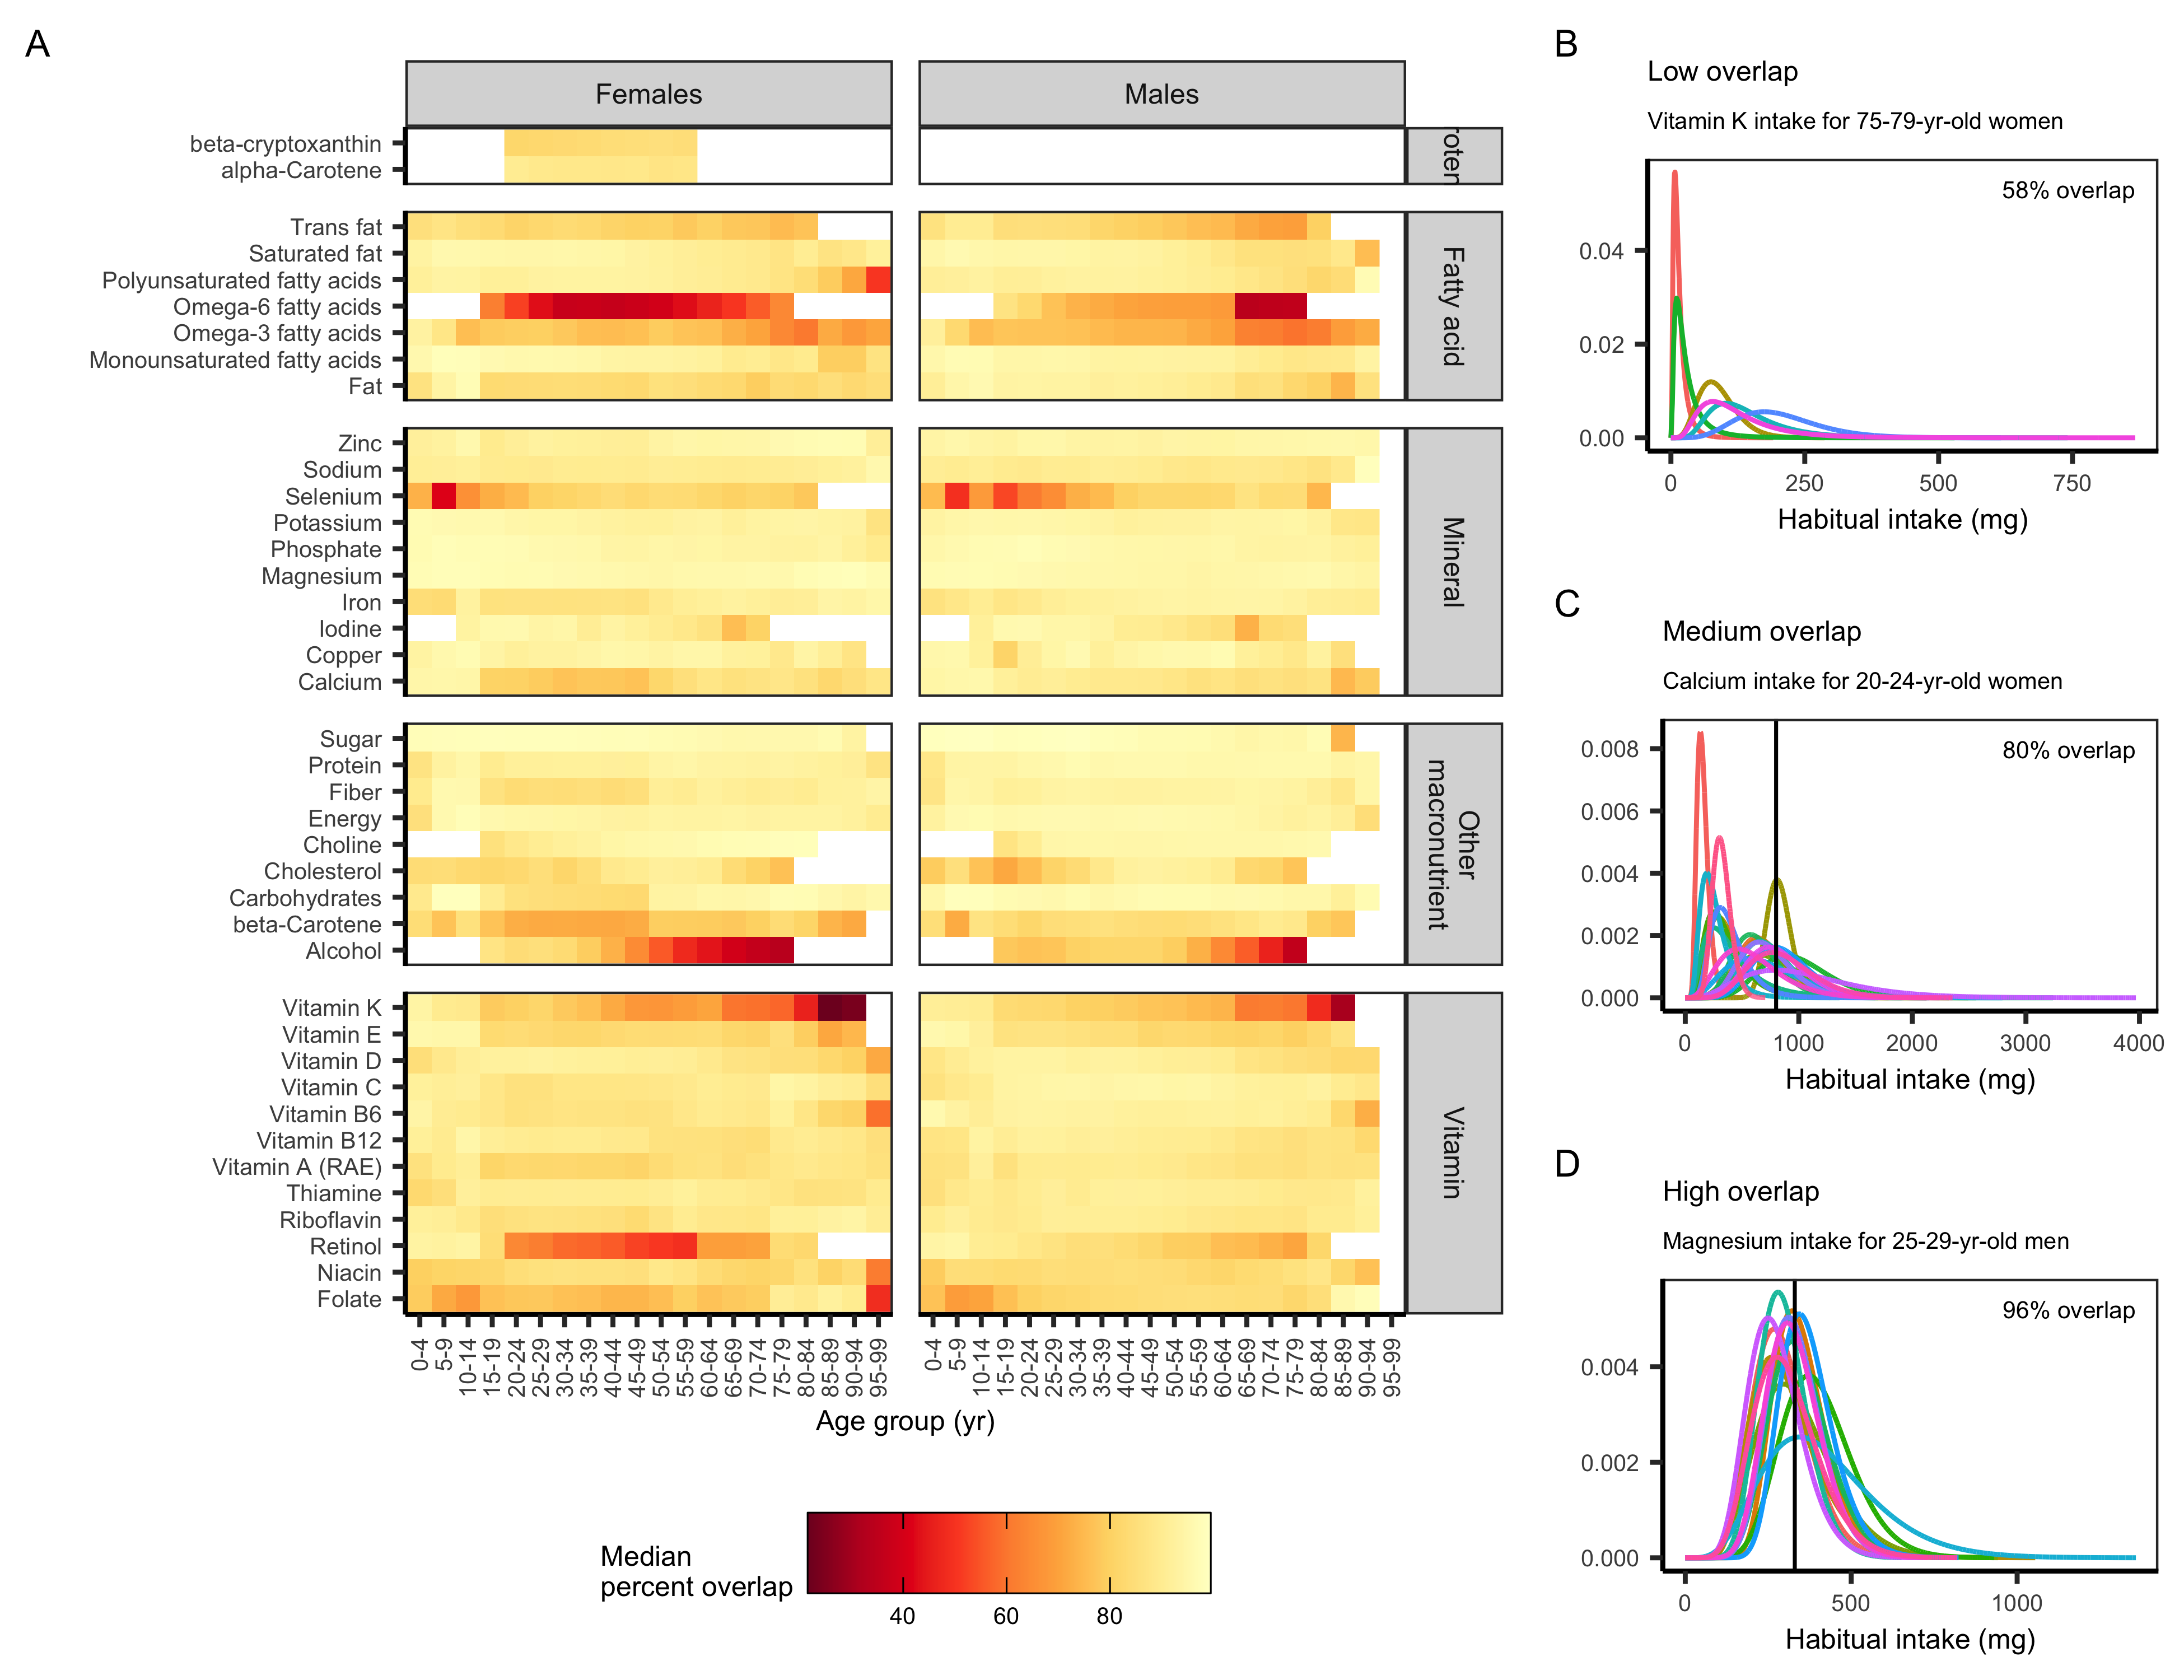 A
Females
Males
beta-cryptoxanthin
alpha-Carotene
roten
Trans fat
Saturated fat
Polyunsaturated fatty acids
Omega-6 fatty acids
Omega-3 fatty acids
Monounsaturated fatty acids
Fat
Fatty acid
Zinc
Sodium
Selenium
Potassium
Phosphate
Magnesium
Iron
Iodine
Copper
Calcium
Mineral
Sugar
Protein
Fiber
Energy
Choline
Cholesterol
Carbohydrates
beta-Carotene
Alcohol
Other
macronutrient
Vitamin K
Vitamin E
Vitamin D
Vitamin C
Vitamin B6
Vitamin B12
Vitamin A (RAE)
Thiamine
Riboflavin
Retinol
Niacin
Folate
Vitamin
0-4 5-9 10-14 15-19 20-24 25-29 30-34 35-39 40-44 45-49 50-54 55-59 60-64 65-69 70-74 75-79 80-84 85-89 90-94 95-99
0-4 5-9 10-14 15-19 20-24 25-29 30-34 35-39 40-44 45-49 50-54 55-59 60-64 65-69 70-74 75-79 80-84 85-89 90-94 95-99
Age group (yr)
Median
percent overlap
40 60 80
B
Low overlap
Vitamin K intake for 75-79-yr-old women
58% overlap
0.04
0.02
0.00
0 250 500 750
Habitual intake (mg)
C
Medium overlap
Calcium intake for 20-24-yr-old women
80% overlap
0.008
0.006
0.004
0.002
0.000
0 1000 2000 3000 4000
Habitual intake (mg)
D
High overlap
Magnesium intake for 25-29-yr-old men
96% overlap
0.004
0.002
0.000
0 500 1000
Habitual intake (mg)